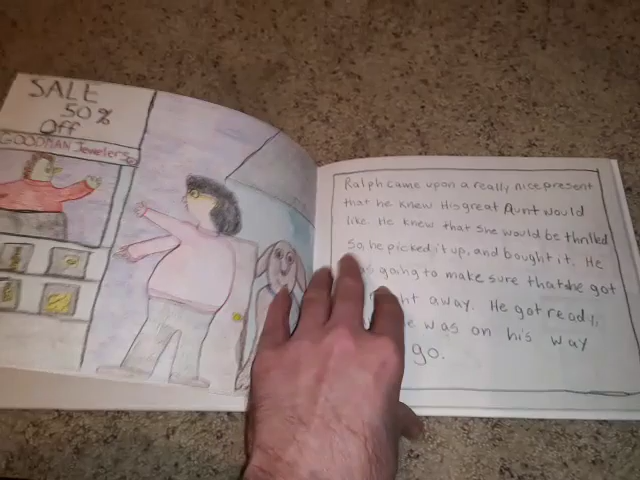 SALE
50%
Off
GOODMAN Jewelers
Ralph came upon a really nice present
that he knew His great Aunt would
like. He knew that she would be thrilled
So, he picked it up, and bought it. He
going to make sure that he got
away. He got ready,
was on his way
go.